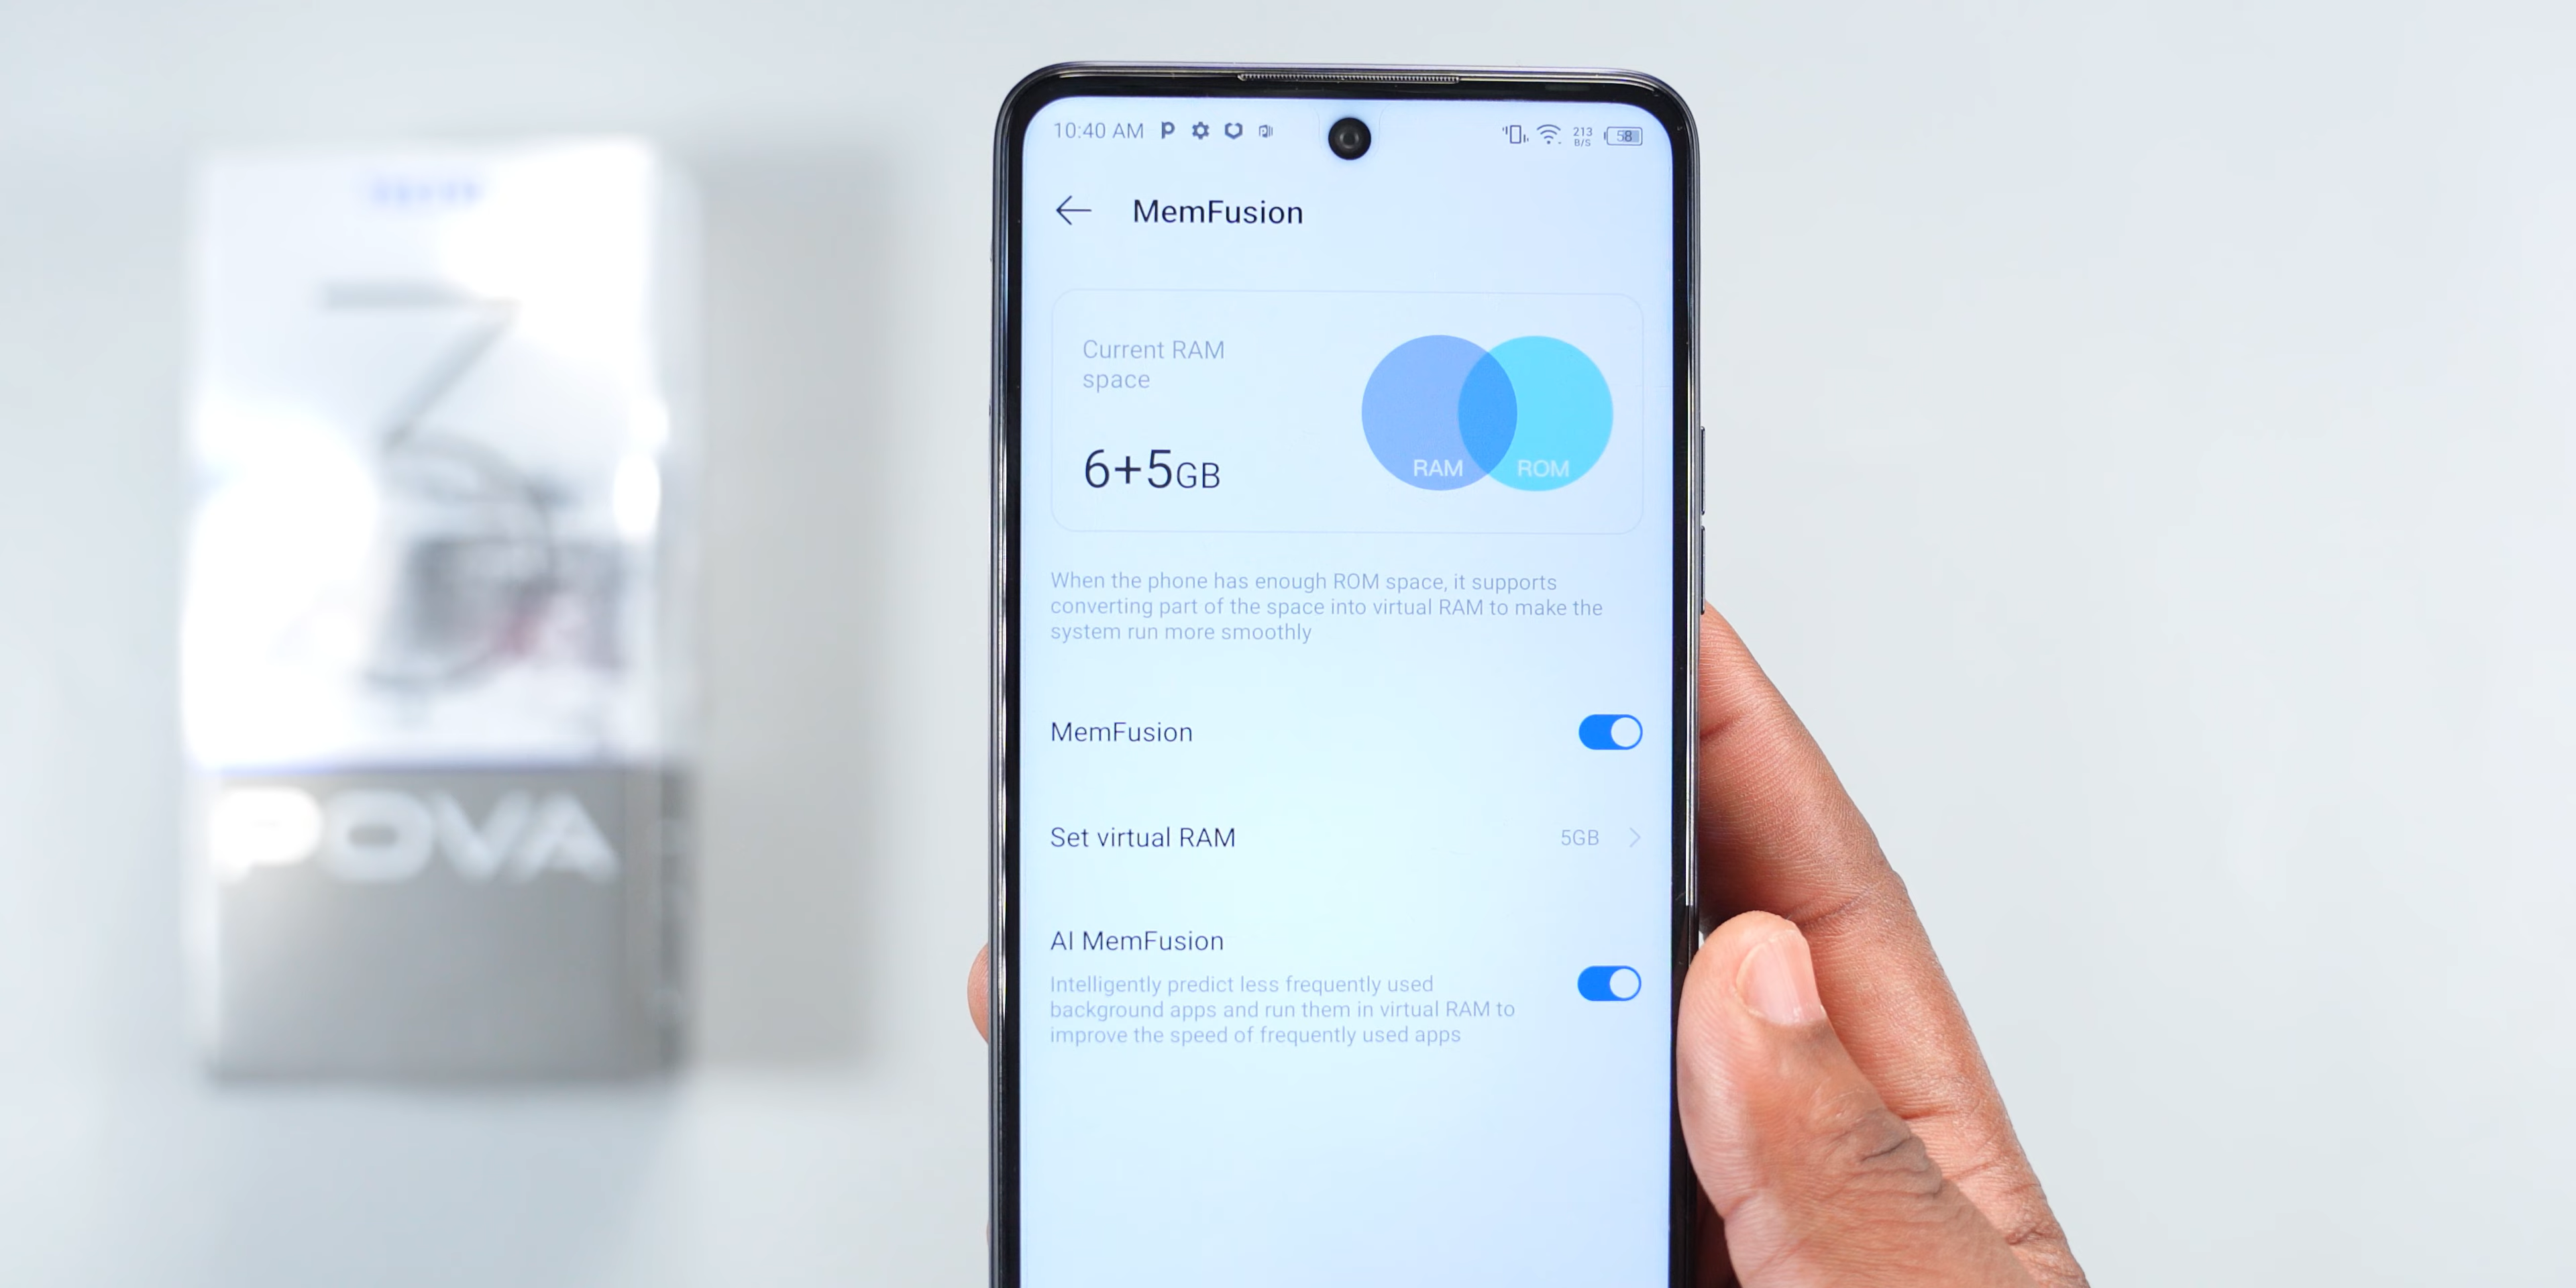 10:40 AM
213
B/S
58
MemFusion
Current RAM
space
6+5GB
RAM
ROM
When the phone has enough ROM space, it supports
converting part of the space into virtual RAM to make the
system run more smoothly
MemFusion
Set virtual RAM
5GB
AI MemFusion
Intelligently predict less frequently used
background apps and run them in virtual RAM to
improve the speed of frequently used apps
POVA